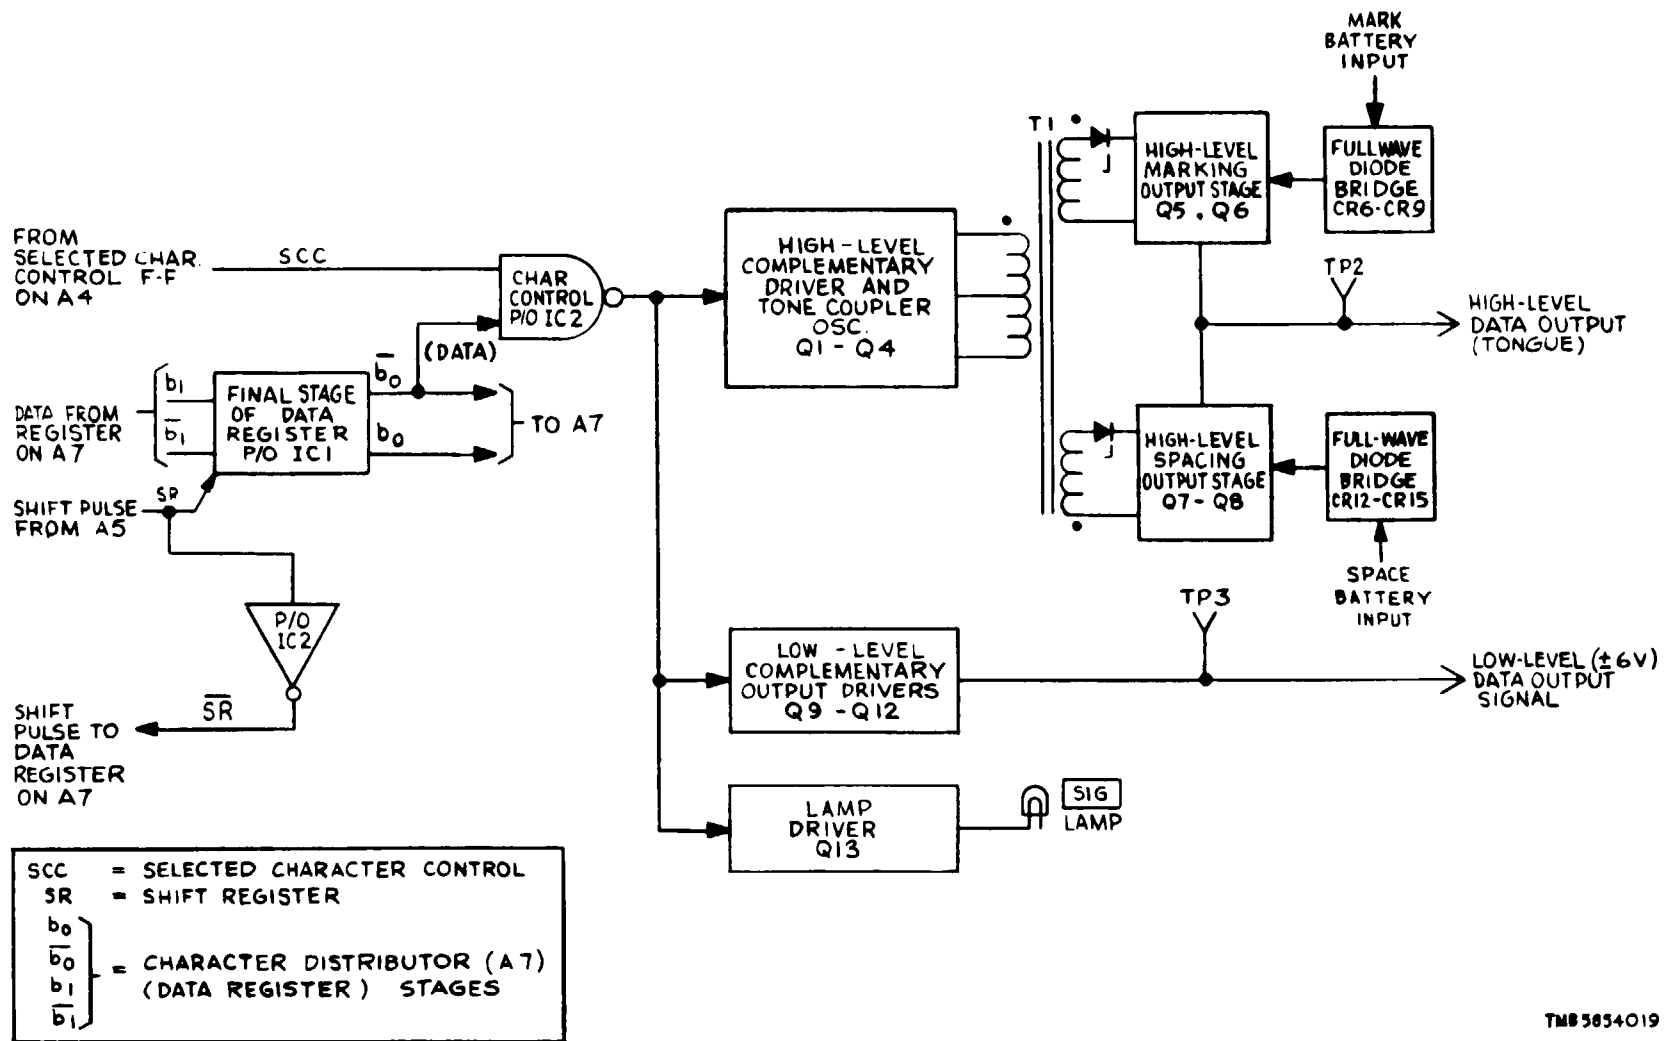 MARK
BATTERY
INPUT
T1
HIGH-LEVEL
MARKING
OUTPUT STAGE
Q5, Q6
FULLWAVE
DIODE
BRIDGE
CR6-CR9
FROM
SELECTED CHAR.
CONTROL F-F
ON A4
SCC
CHAR
CONTROL
P/O IC2
HIGH-LEVEL
COMPLEMENTARY
DRIVER AND
TONE COUPLER
OSC.
Q1 - Q4
TP2
HIGH-LEVEL
DATA OUTPUT
(TONGUE)
(DATA)
b̅0
b1
b̅1
DATA FROM
REGISTER
ON A7
FINAL STAGE
OF DATA
REGISTER
P/O IC1
b0
TO A7
HIGH-LEVEL
SPACING
OUTPUT STAGE
Q7-Q8
FULL-WAVE
DIODE
BRIDGE
CR12-CR15
SHIFT PULSE
FROM A5
SR
SPACE
BATTERY
INPUT
P/O
IC2
S̅R̅
SHIFT
PULSE TO
DATA
REGISTER
ON A7
LOW-LEVEL
COMPLEMENTARY
OUTPUT DRIVERS
Q9-Q12
TP3
LOW-LEVEL (±6V)
DATA OUTPUT
SIGNAL
LAMP
DRIVER
Q13
SIG
LAMP
SCC = SELECTED CHARACTER CONTROL
SR = SHIFT REGISTER
b0
b̅0
b1
b̅1
= CHARACTER DISTRIBUTOR (A7)
(DATA REGISTER) STAGES
TM85854019